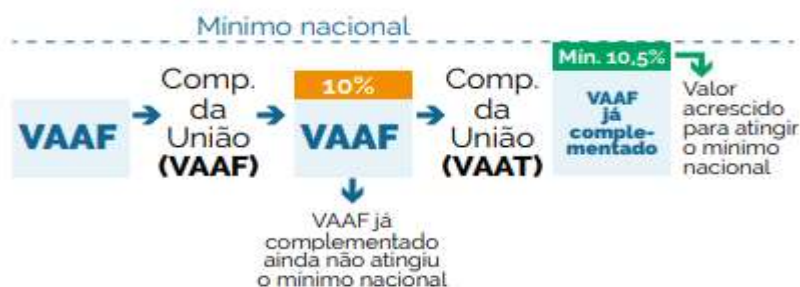 Mínimo nacional
VAAF
Comp.
da
União
(VAAF)
10%
VAAF
VAAF já
complementado
ainda não atingiu
o mínimo nacional
Comp.
da
União
(VAAT)
Mín. 10,5%
VAAF
já
comple-
mentado
Valor
acrescido
para atingir
o mínimo
nacional